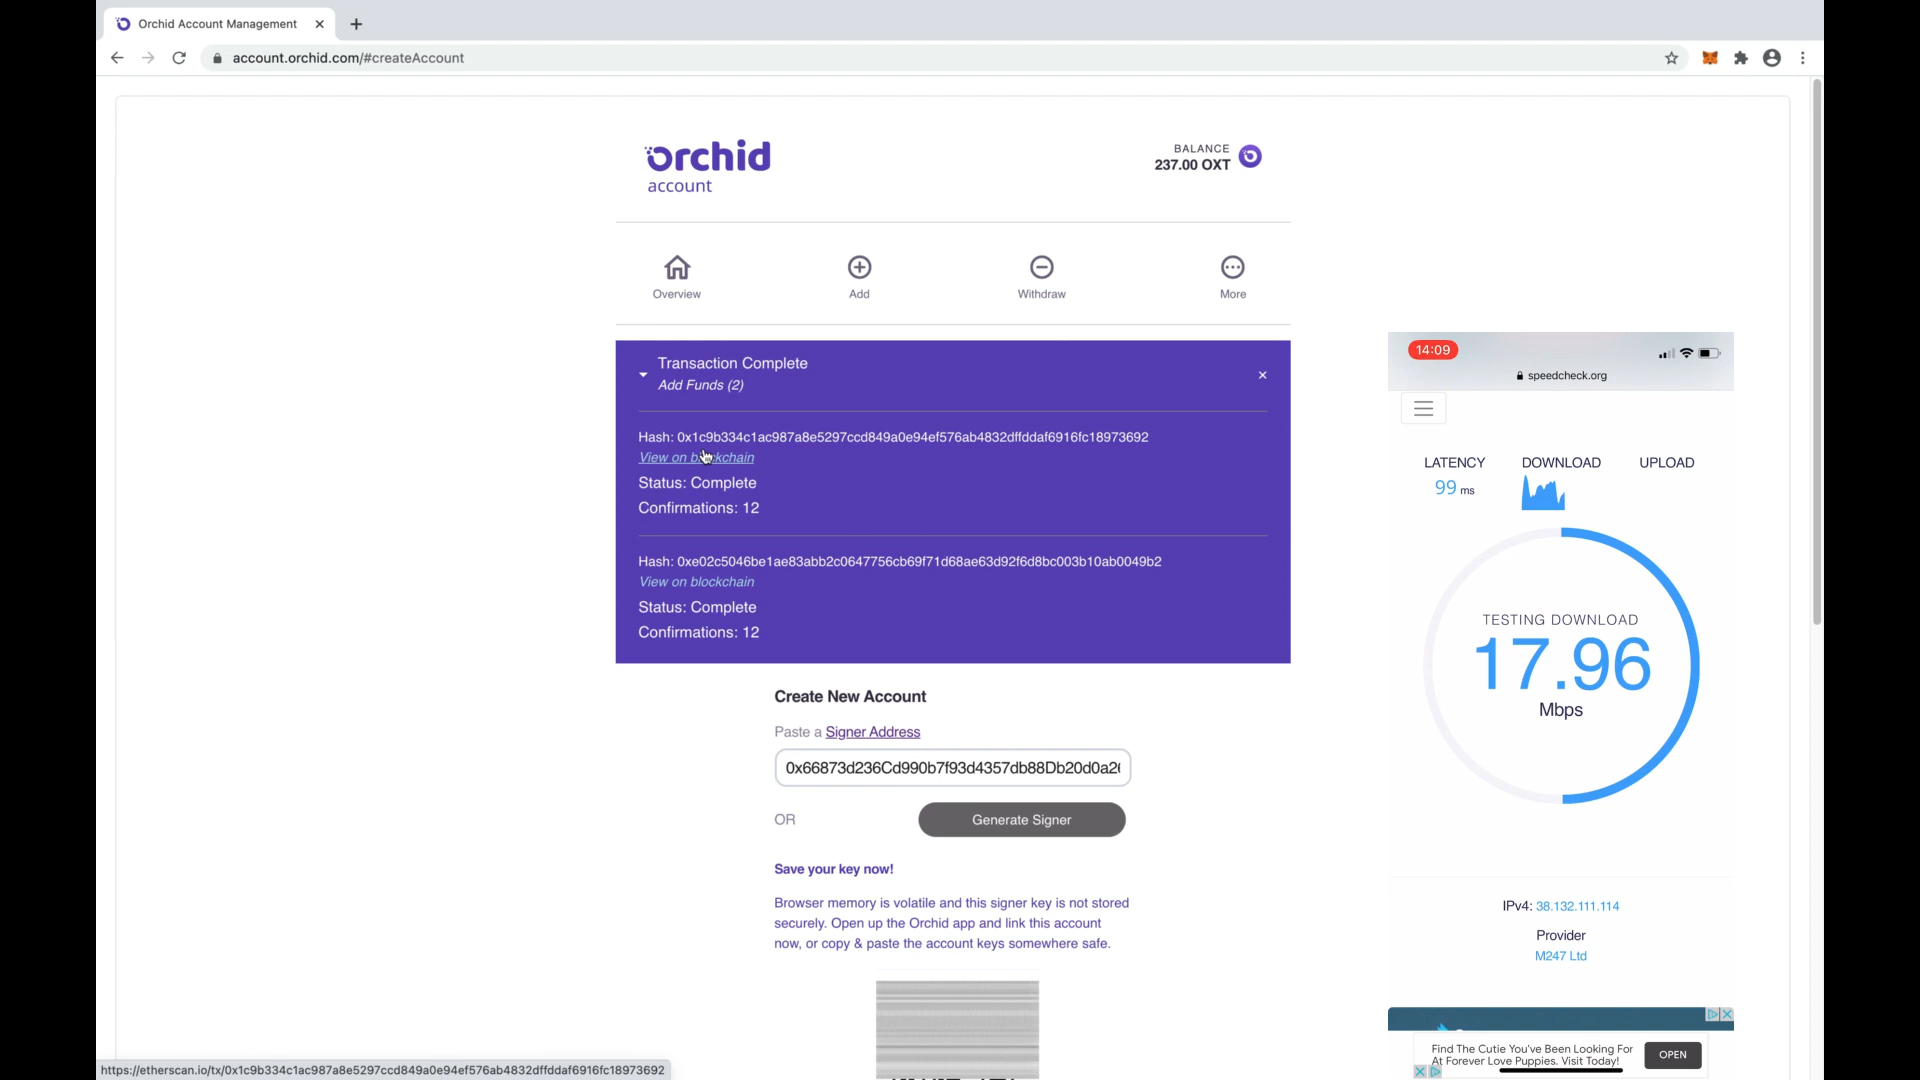 Orchid Account Management
account.orchid.com/#createAccount
orchid
account
BALANCE
237.00 OXT
Overview
Add
Withdraw
More
Transaction Complete
Add Funds (2)
Hash: 0x1c9b334c1ac987a8e5297ccd849a0e94ef576ab4832dffddaf6916fc18973692
View on blockchain
Status: Complete
Confirmations: 12
Hash: 0xe02c5046be1ae83abb2c0647756cb69f71d68ae63d92f6d8bc003b10ab0049b2
View on blockchain
Status: Complete
Confirmations: 12
Create New Account
Paste a Signer Address
0x66873d236Cd990b7f93d4357db88Db20d0a2
OR
Generate Signer
Save your key now!
Browser memory is volatile and this signer key is not stored
securely. Open up the Orchid app and link this account
now, or copy & paste the account keys somewhere safe.
https://etherscan.io/tx/0x1c9b334c1ac987a8e5297ccd849a0e94ef576ab4832dffddaf6916fc18973692
14:09
speedcheck.org
LATENCY
DOWNLOAD
UPLOAD
99 ms
TESTING DOWNLOAD
17.96
Mbps
IPv4: 38.132.111.114
Provider
M247 Ltd
Find The Cutie You've Been Looking For
At Forever Love Puppies. Visit Today!
OPEN